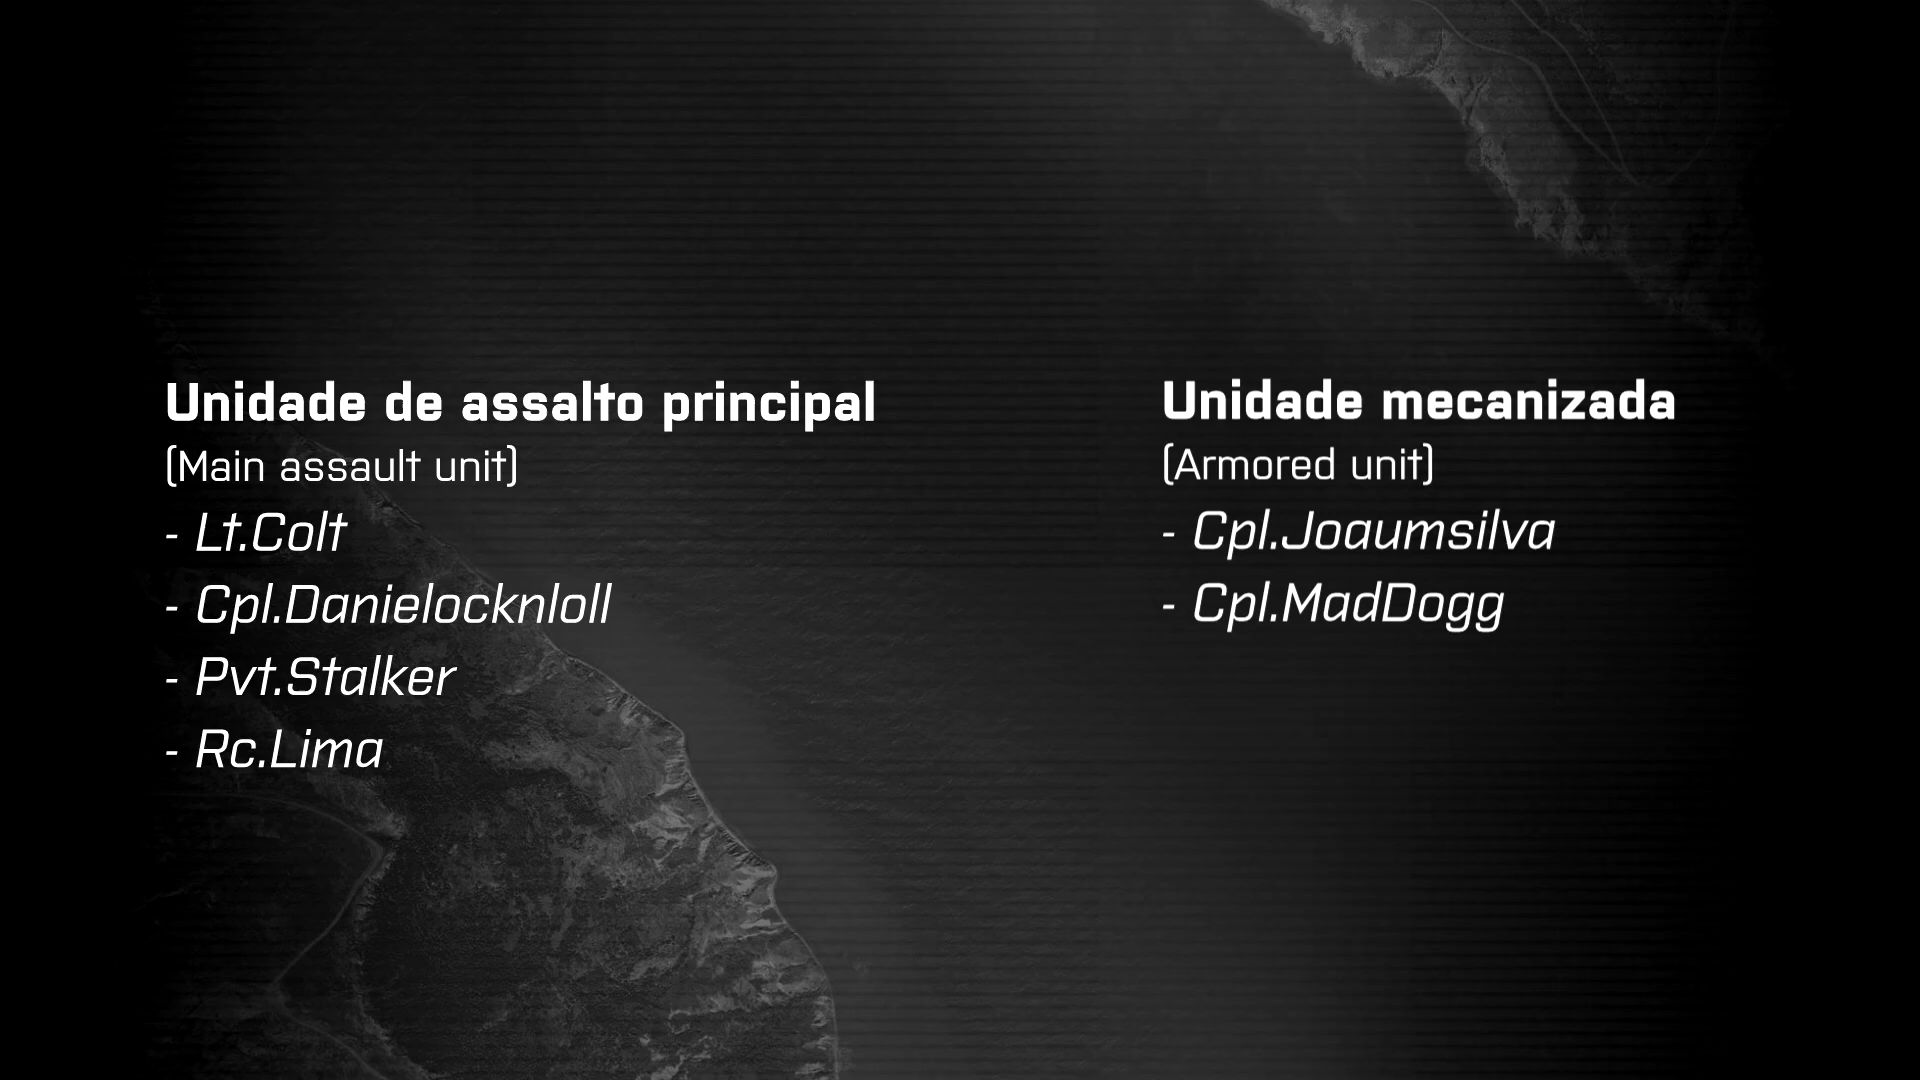 Unidade de assalto principal
(Main assault unit)
- Lt.Colt
- Cpl.Danielocknloll
- Pvt.Stalker
- Rc.Lima
Unidade mecanizada
(Armored unit)
- Cpl.Joaumsilva
- Cpl.MadDogg